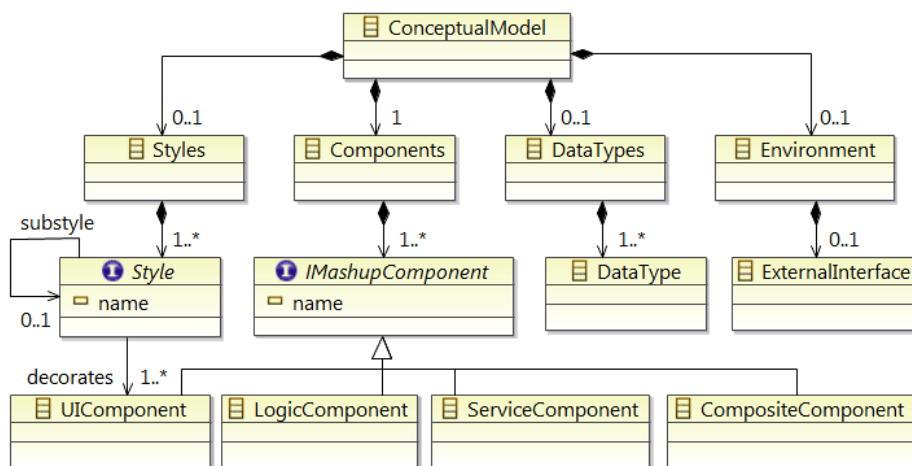 ConceptualModel
0..1
1
0..1
0..1
Styles
Components
DataTypes
Environment
substyle
1..*
1..*
1..*
0..1
Style
IMashupComponent
DataType
ExternalInterface
name
name
0..1
decorates
1..*
UIComponent
LogicComponent
ServiceComponent
CompositeComponent